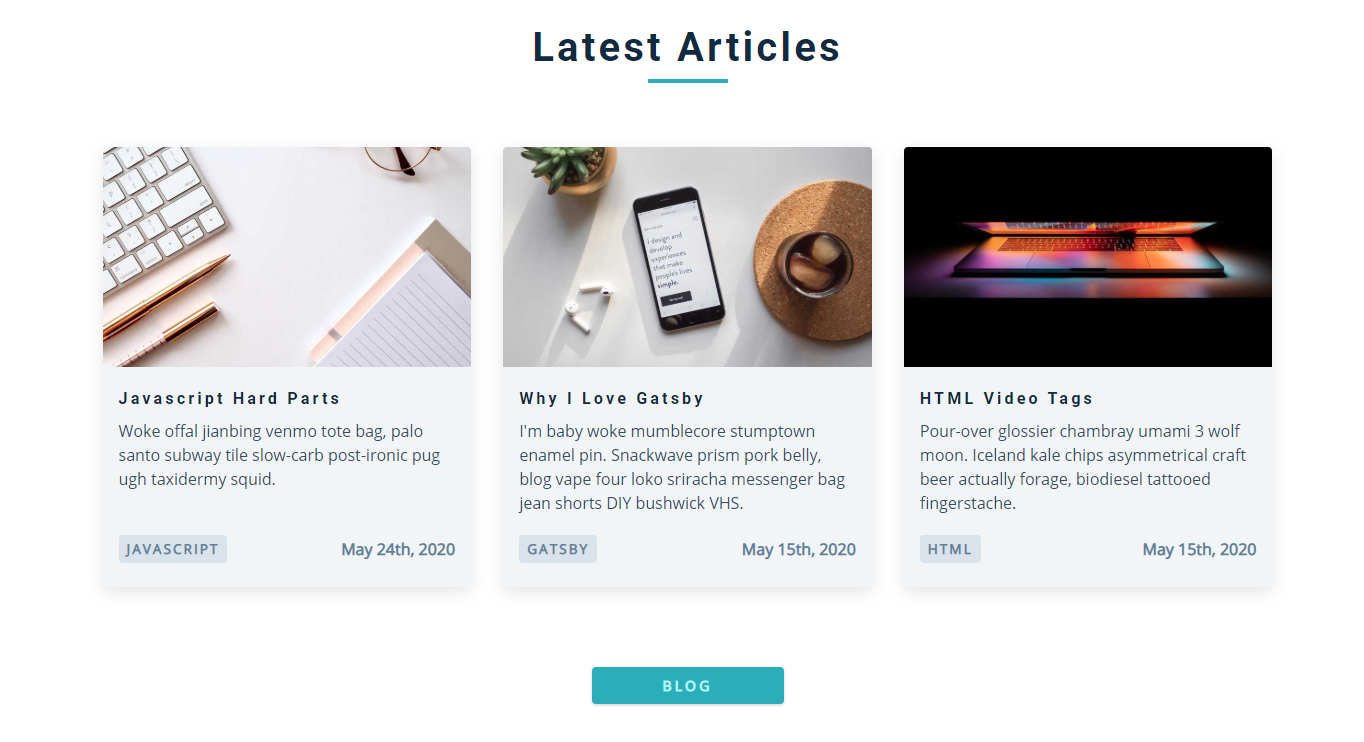 Latest Articles
I design and
develop
experiences
that make
people's lives
simple.
Javascript Hard Parts
Woke offal jianbing venmo tote bag, palo
santo subway tile slow-carb post-ironic pug
ugh taxidermy squid.
JAVASCRIPT
May 24th, 2020
Why I Love Gatsby
I'm baby woke mumblecore stumptown
enamel pin. Snackwave prism pork belly,
blog vape four loko sriracha messenger bag
jean shorts DIY bushwick VHS.
GATSBY
May 15th, 2020
HTML Video Tags
Pour-over glossier chambray umami 3 wolf
moon. Iceland kale chips asymmetrical craft
beer actually forage, biodiesel tattooed
fingerstache.
HTML
May 15th, 2020
BLOG